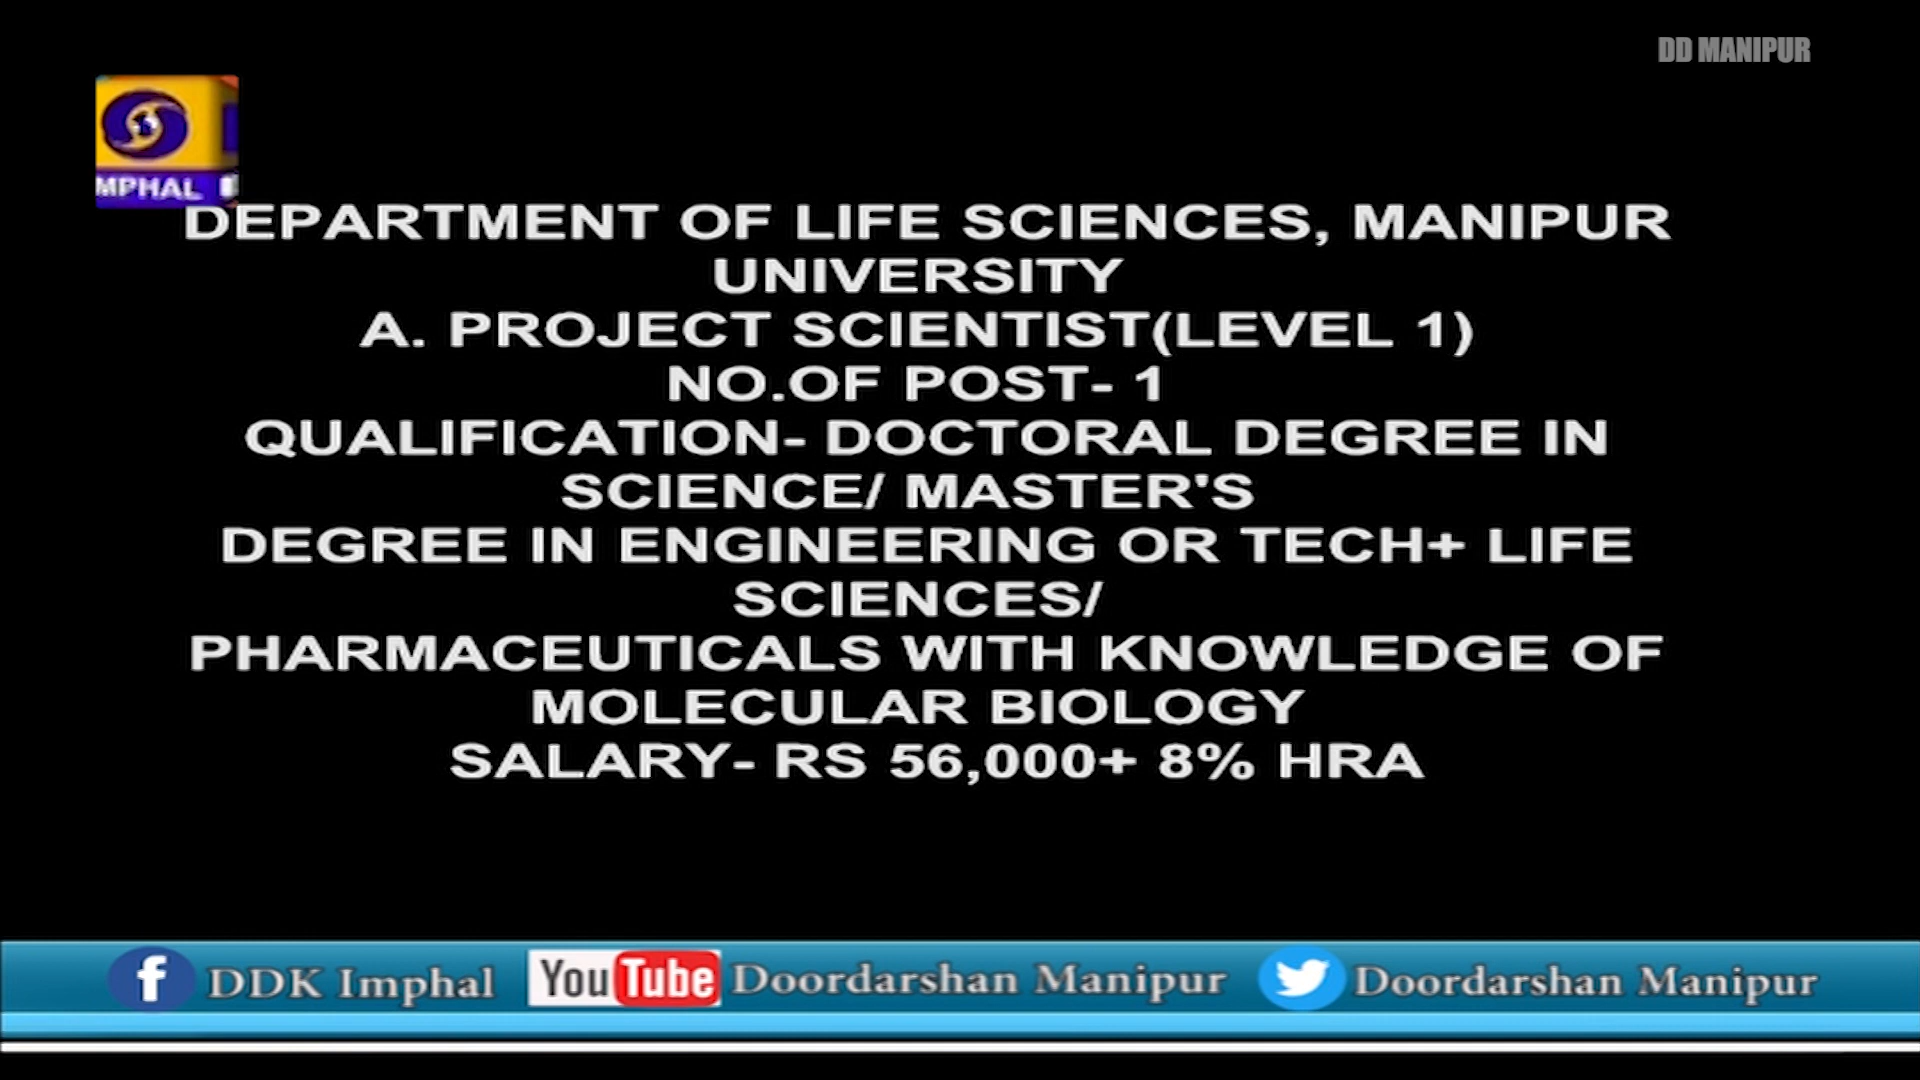 DD MANIPUR
MPHAL
DEPARTMENT OF LIFE SCIENCES, MANIPUR
UNIVERSITY
A. PROJECT SCIENTIST(LEVEL 1)
NO.OF POST- 1
QUALIFICATION- DOCTORAL DEGREE IN
SCIENCE/ MASTER'S
DEGREE IN ENGINEERING OR TECH+ LIFE
SCIENCES/
PHARMACEUTICALS WITH KNOWLEDGE OF
MOLECULAR BIOLOGY
SALARY- RS 56,000+ 8% HRA
DDK Imphal YouTube Doordarshan Manipur Doordarshan Manipur